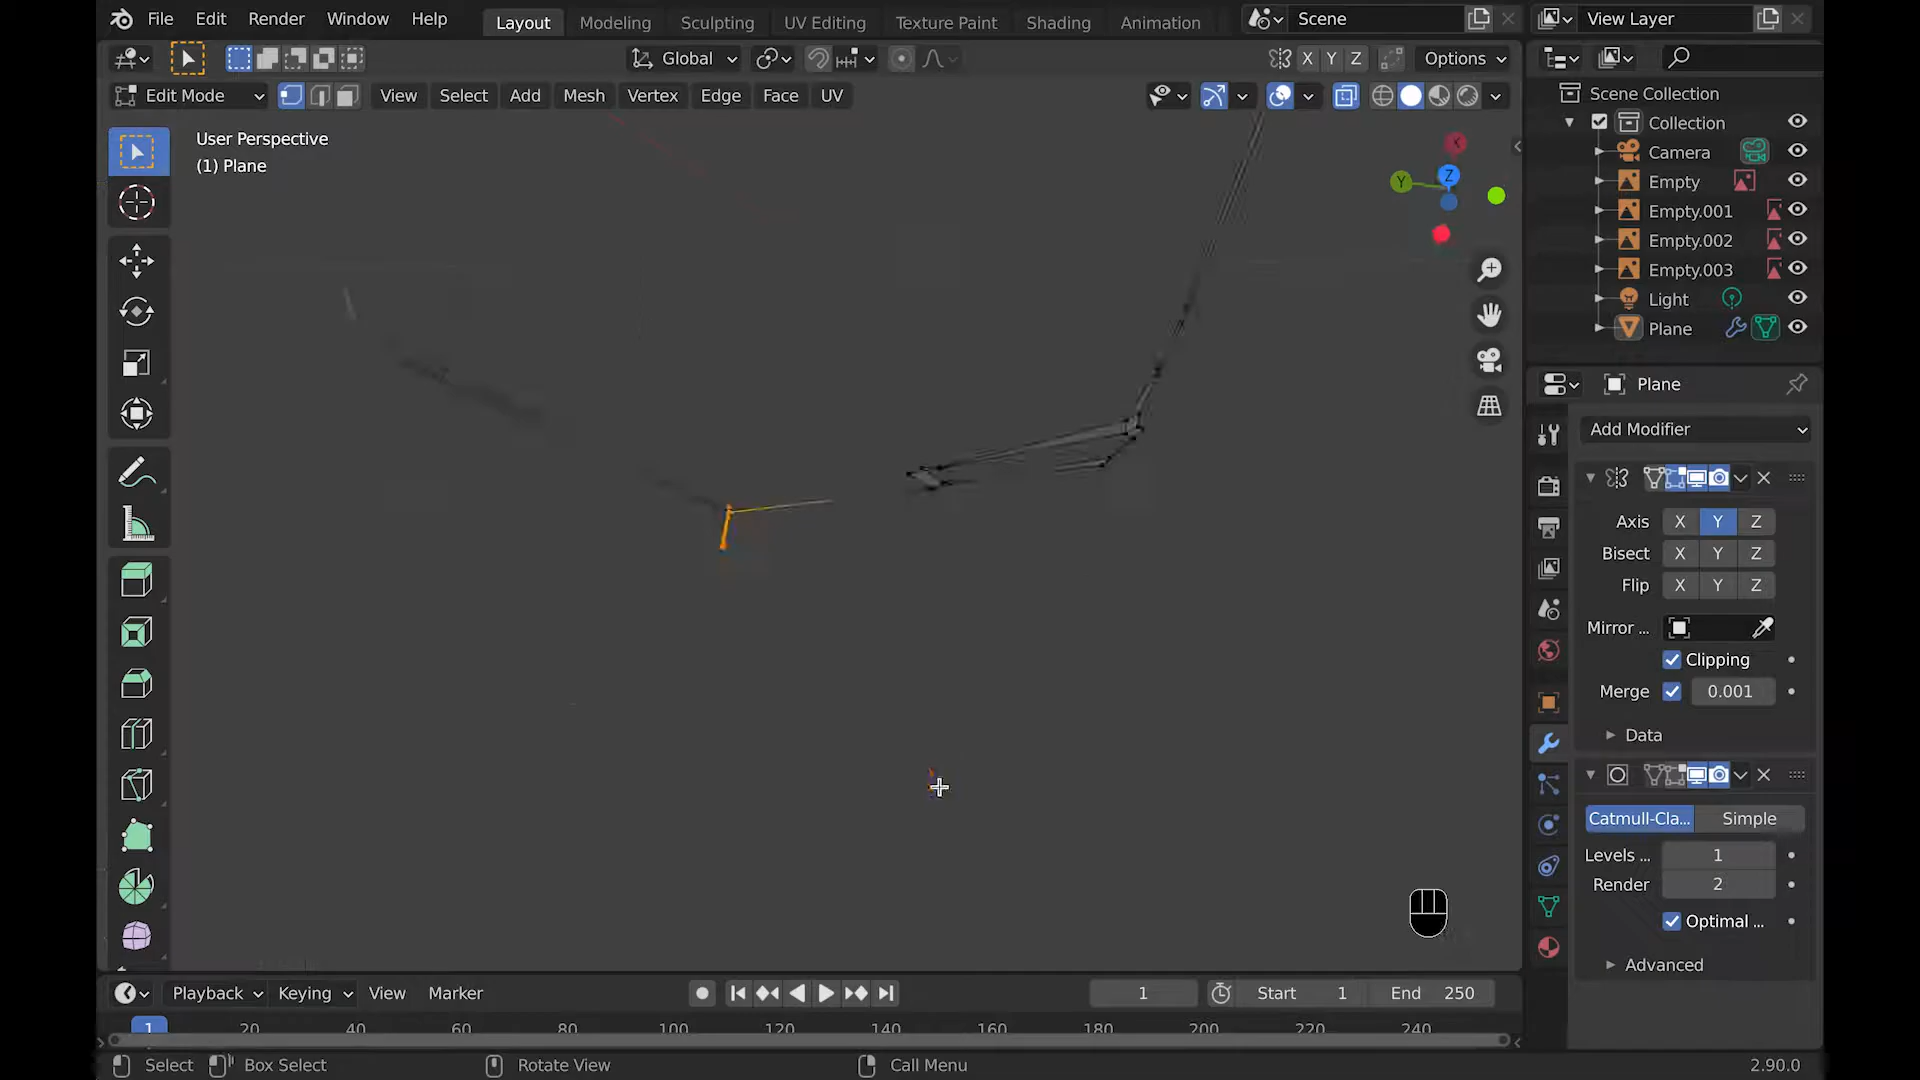 File Edit Render Window Help Layout Modeling Sculpting UV Editing Texture Paint Shading Animation Scene View Layer
Global X Y Z Options
Edit Mode View Select Add Mesh Vertex Edge Face UV
Scene Collection
Collection
User Perspective
(1) Plane
Camera
Empty
Empty.001
Empty.002
Empty.003
Light
Plane
X
Y
Z
Plane
Add Modifier
Axis X Y Z
Bisect X Y Z
Flip X Y Z
Mirror ...
Clipping
Merge 0.001
Data
Catmull-Cla... Simple
Levels ... 1
Render 2
Optimal ...
Advanced
Playback Keying View Marker 1 Start 1 End 250
1 20 40 60 80 100 120 140 160 180 200 220 240
Select Box Select Rotate View Call Menu 2.90.0